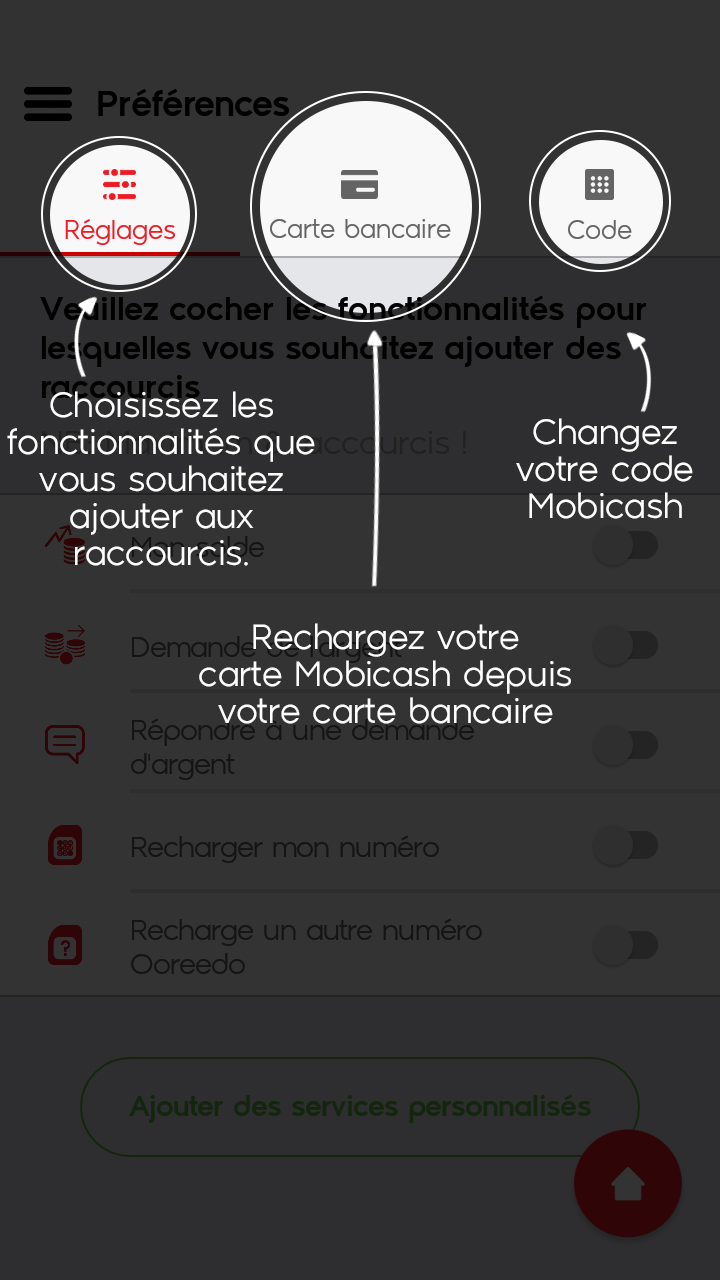 Préférences
Réglages
Carte bancaire
Code
Veuillez cocher les fonctionnalités pour
lesquelles vous souhaitez ajouter des
raccourcis
raccourcis !
Choisissez les
fonctionnalités que
vous souhaitez
ajouter aux
raccourcis.
Changez
votre code
Mobicash
Mon solde
Rechargez votre
carte Mobicash depuis
votre carte bancaire
Demande de l'argent
Répondre à une demande
d'argent
Recharger mon numéro
Recharge un autre numéro
Ooreedo
?
Ajouter des services personnalisés